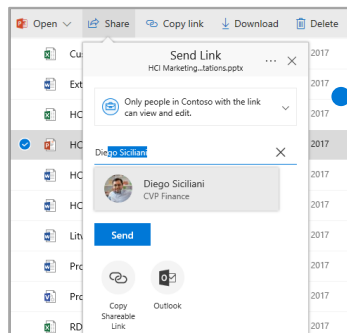 Open Share Copy link Download Delete
Send Link
HCI Marketing...tations.pptx
Only people in Contoso with the link
can view and edit.
Diego Siciliani
Diego Siciliani
CVP Finance
Send
Copy
Shareable
Link
Outlook
Cu 2017
Ext 2017
HC 2017
HC 2017
HC 2017
HC 2017
Litv 2017
Pro 2017
Pro 2017
RD 2017